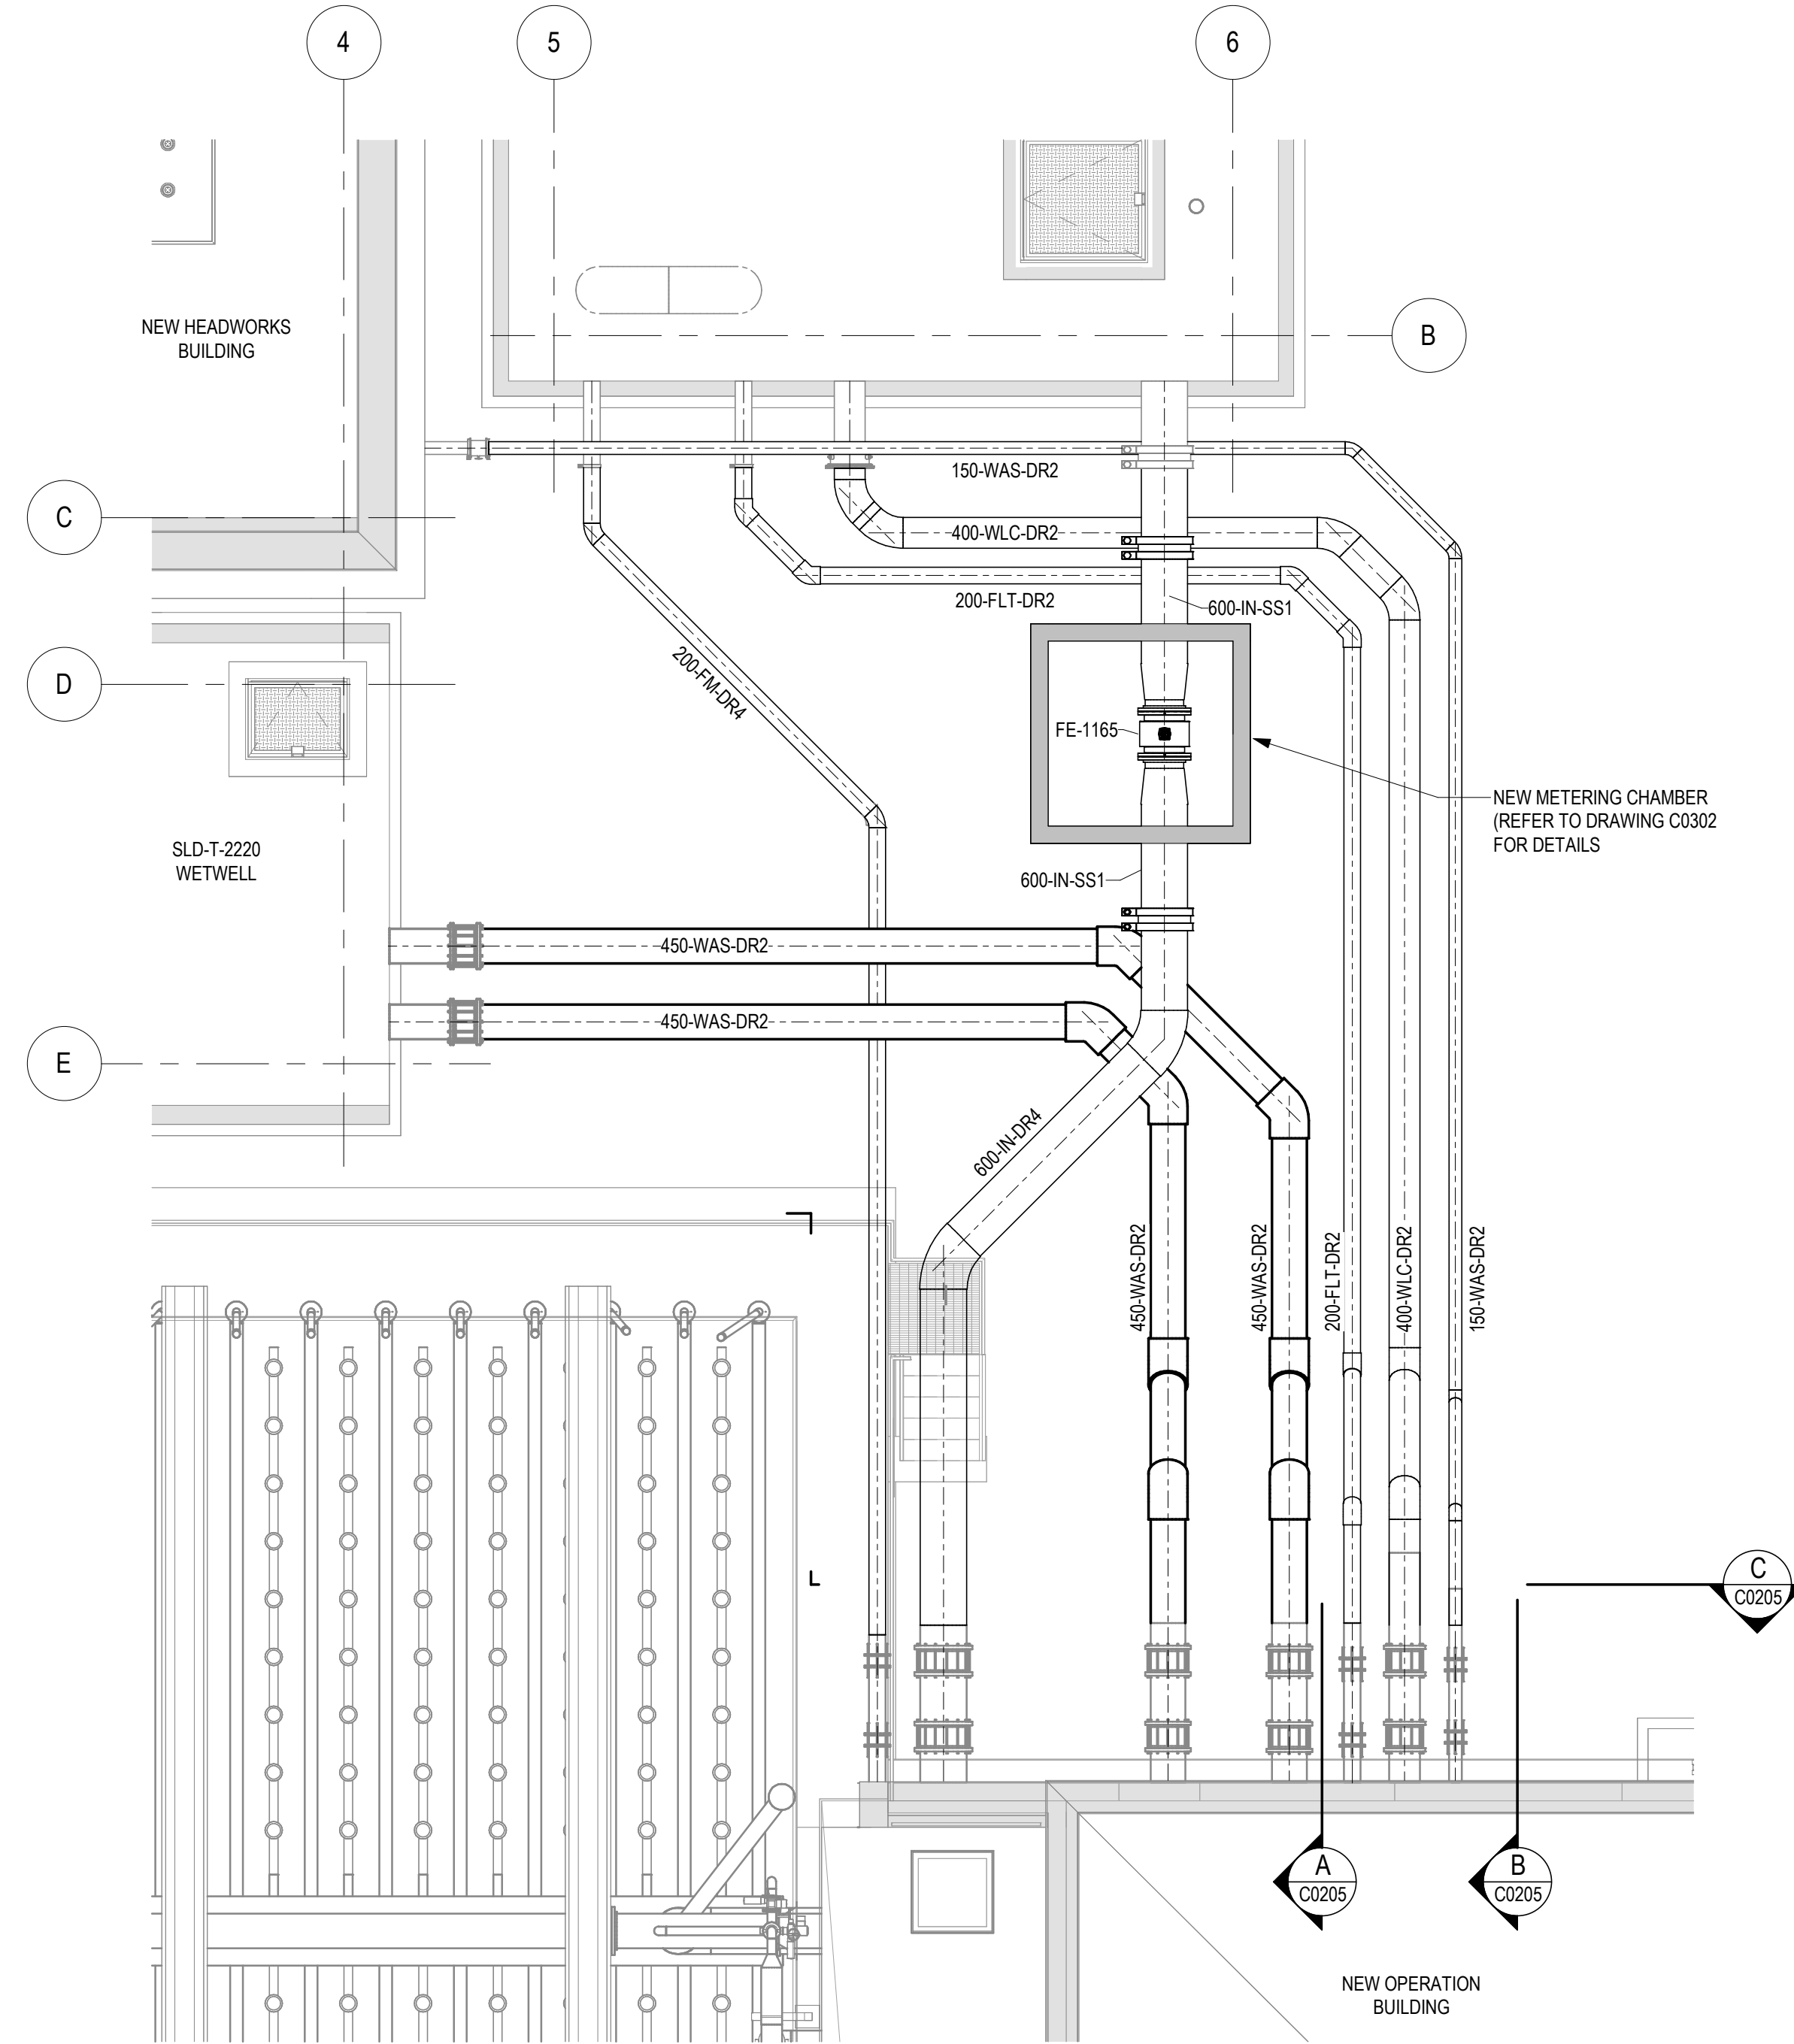 4
5
6
NEW HEADWORKS
BUILDING
B
150-WAS-DR2
C
400-WLC-DR2
200-FLT-DR2
600-IN-SS1
D
200-FM-DR4
FE-1165
NEW METERING CHAMBER
(REFER TO DRAWING C0302
FOR DETAILS
SLD-T-2220
WETWELL
600-IN-SS1
450-WAS-DR2
450-WAS-DR2
E
600-IN-DR4
450-WAS-DR2
450-WAS-DR2
200-FLT-DR2
400-WLC-DR2
150-WAS-DR2
C
C0205
A
C0205
B
C0205
NEW OPERATION
BUILDING